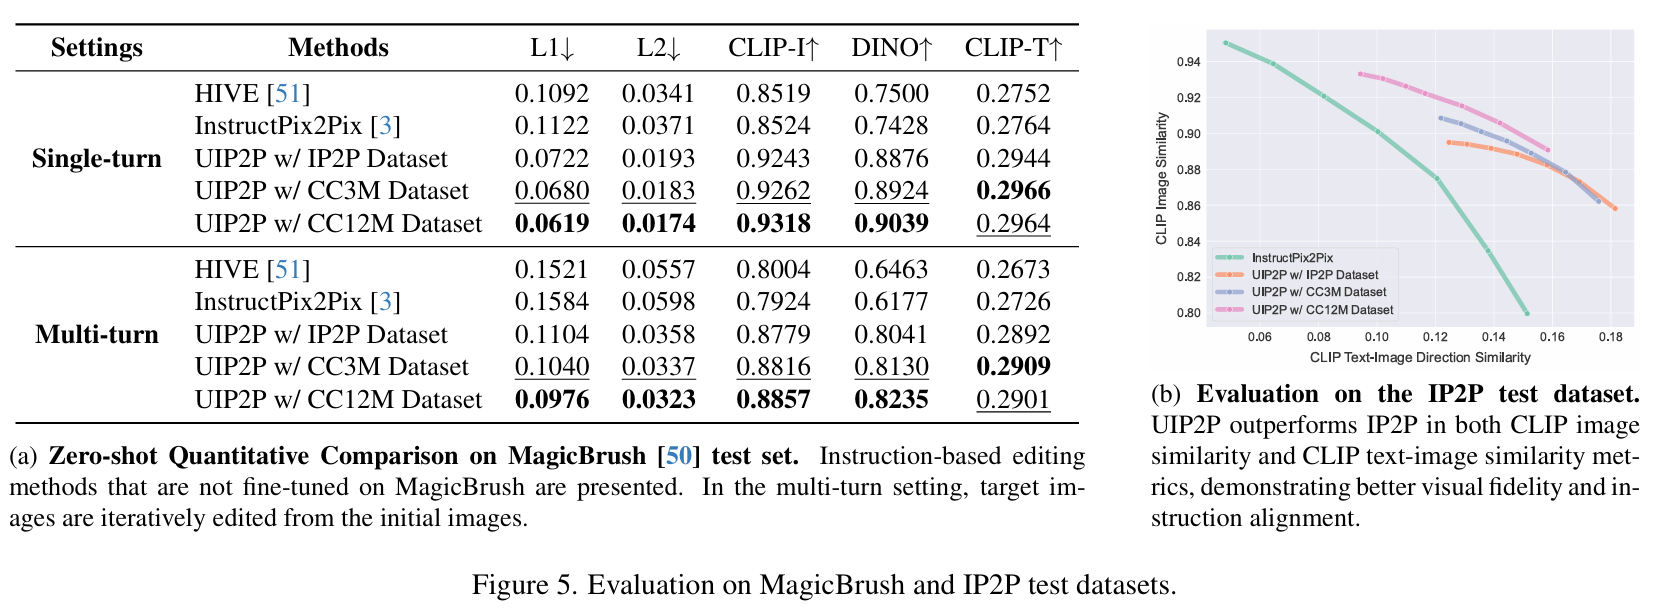 Settings Methods L1↓ L2↓ CLIP-I↑ DINO↑ CLIP-T↑
Single-turn
HIVE [51] 0.1092 0.0341 0.8519 0.7500 0.2752
InstructPix2Pix [3] 0.1122 0.0371 0.8524 0.7428 0.2764
UIP2P w/ IP2P Dataset 0.0722 0.0193 0.9243 0.8876 0.2944
UIP2P w/ CC3M Dataset 0.0680 0.0183 0.9262 0.8924 0.2966
UIP2P w/ CC12M Dataset 0.0619 0.0174 0.9318 0.9039 0.2964
Multi-turn
HIVE [51] 0.1521 0.0557 0.8004 0.6463 0.2673
InstructPix2Pix [3] 0.1584 0.0598 0.7924 0.6177 0.2726
UIP2P w/ IP2P Dataset 0.1104 0.0358 0.8779 0.8041 0.2892
UIP2P w/ CC3M Dataset 0.1040 0.0337 0.8816 0.8130 0.2909
UIP2P w/ CC12M Dataset 0.0976 0.0323 0.8857 0.8235 0.2901
(a) Zero-shot Quantitative Comparison on MagicBrush [50] test set. Instruction-based editing
methods that are not fine-tuned on MagicBrush are presented. In the multi-turn setting, target im-
ages are iteratively edited from the initial images.
CLIP Image Similarity
0.94
0.92
0.90
0.88
0.86
0.84
0.82
0.80
InstructPix2Pix
UIP2P w/ IP2P Dataset
UIP2P w/ CC3M Dataset
UIP2P w/ CC12M Dataset
0.06 0.08 0.10 0.12 0.14 0.16 0.18
CLIP Text-Image Direction Similarity
(b) Evaluation on the IP2P test dataset.
UIP2P outperforms IP2P in both CLIP image
similarity and CLIP text-image similarity met-
rics, demonstrating better visual fidelity and in-
struction alignment.
Figure 5. Evaluation on MagicBrush and IP2P test datasets.